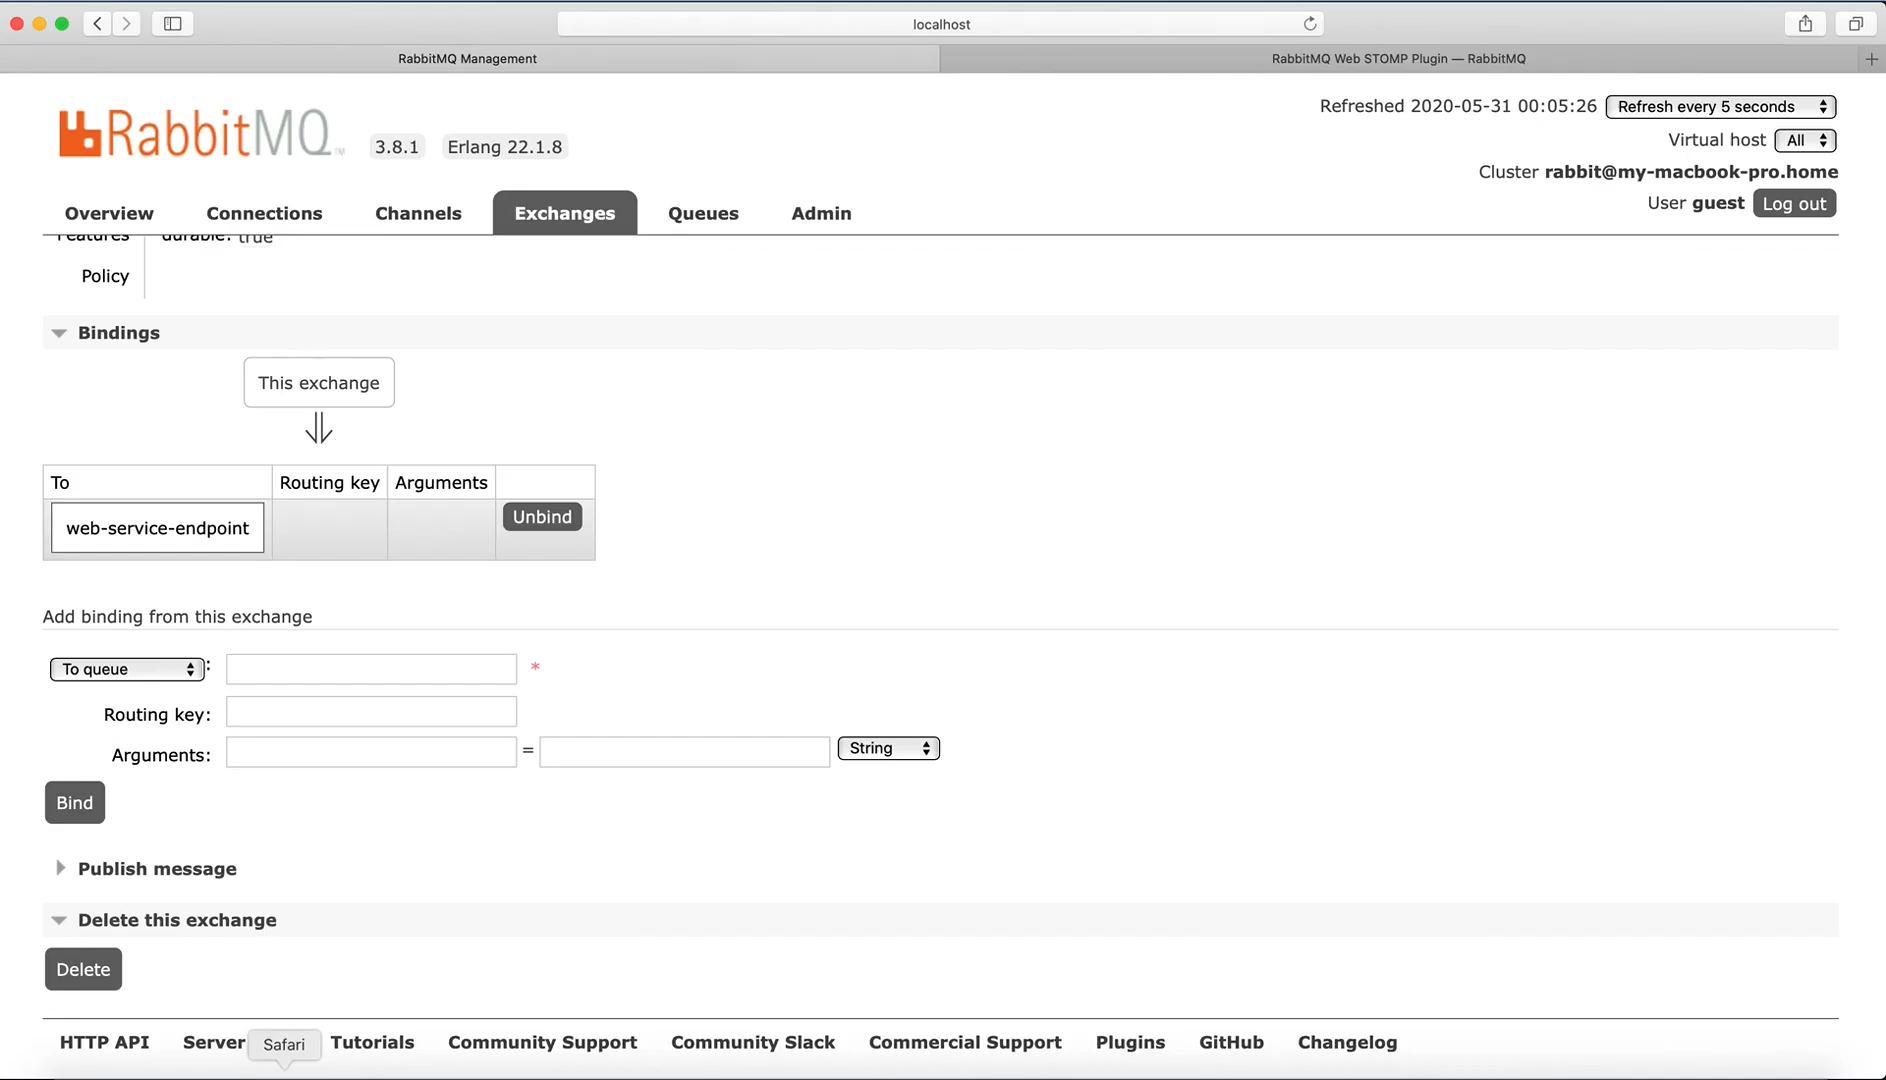 localhost
RabbitMQ Management
RabbitMQ Web STOMP Plugin — RabbitMQ
Refreshed 2020-05-31 00:05:26 Refresh every 5 seconds
RabbitMQ™ 3.8.1 Erlang 22.1.8
Virtual host All
Cluster rabbit@my-macbook-pro.home
User guest Log out
Overview Connections Channels Exchanges Queues Admin
Features durable: true
Policy
Bindings
This exchange
To Routing key Arguments
web-service-endpoint Unbind
Add binding from this exchange
To queue : *
Routing key:
Arguments: = String
Bind
Publish message
Delete this exchange
Delete
HTTP API Server Safari Tutorials Community Support Community Slack Commercial Support Plugins GitHub Changelog